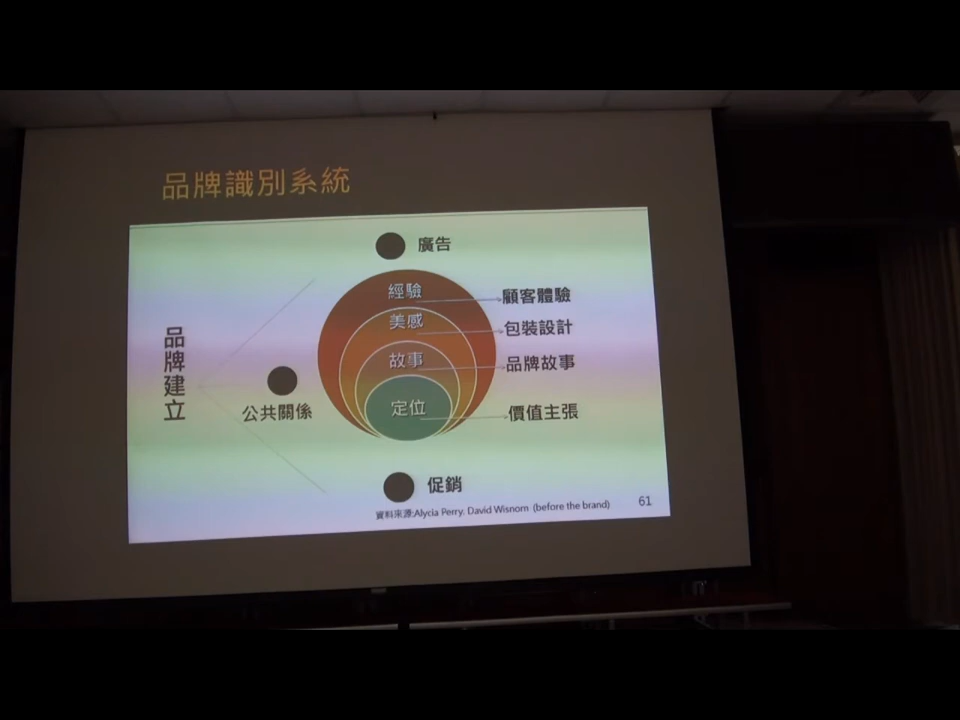 品牌識別系統
廣告
經驗
顧客體驗
美感
包裝設計
品牌建立
故事
品牌故事
公共關係
定位
價值主張
促銷
資料來源:Alycia Perry, David Wisnom (before the brand)
61